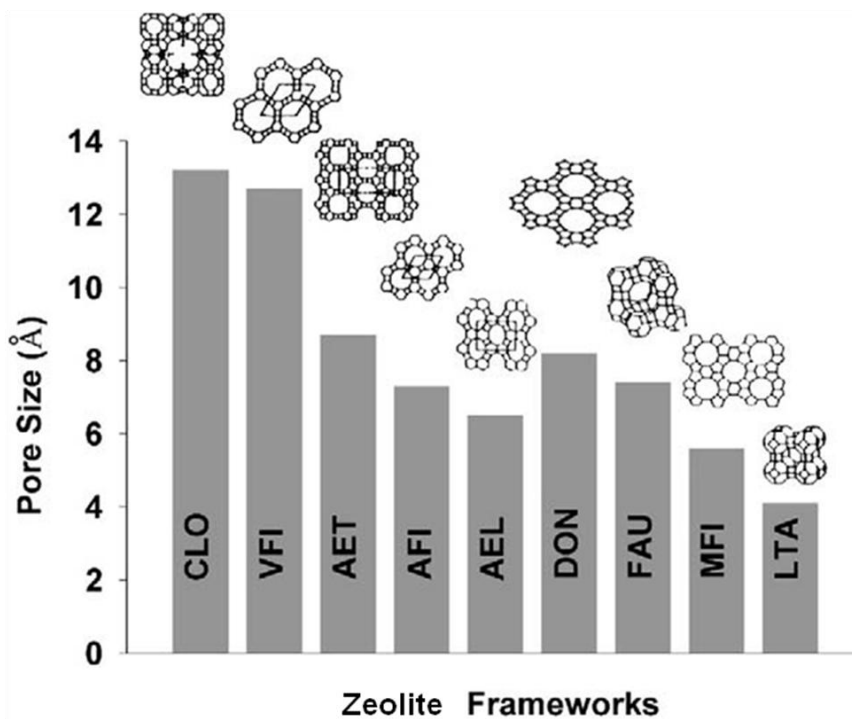 14
12
10
8
6
4
2
0
Pore Size (Å)
CLO
VFI
AET
AFI
AEL
DON
FAU
MFI
LTA
Zeolite Frameworks